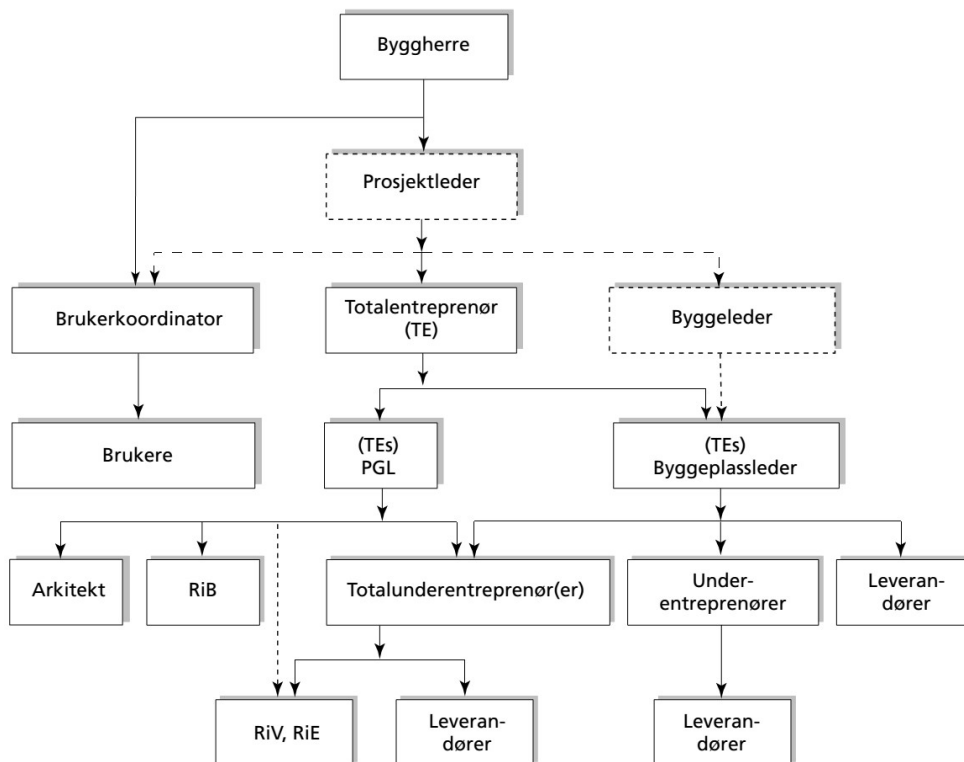 Byggherre
Prosjektleder
Brukerkoordinator
Totalentreprenør
(TE)
Byggeleder
Brukere
(TEs)
PGL
(TEs)
Byggeplassleder
Arkitekt
RiB
Totalunderentreprenør(er)
Under-
entreprenører
Leveran-
dører
RiV, RiE
Leveran-
dører
Leveran-
dører